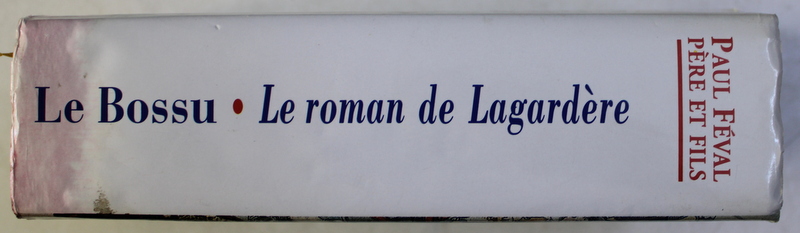 Le Bossu • Le roman de Lagardère
PAUL FÉVAL
PÈRE ET FILS